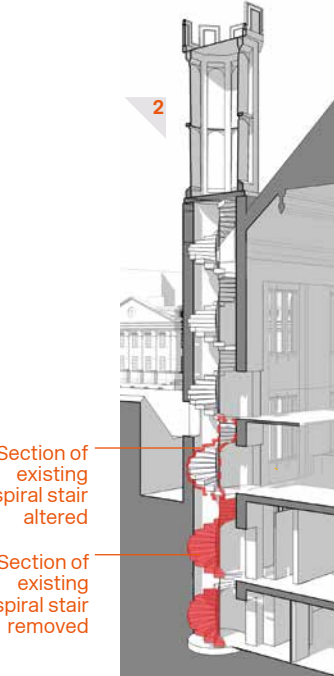 2
Section of
existing
spiral stair
altered
Section of
existing
spiral stair
removed